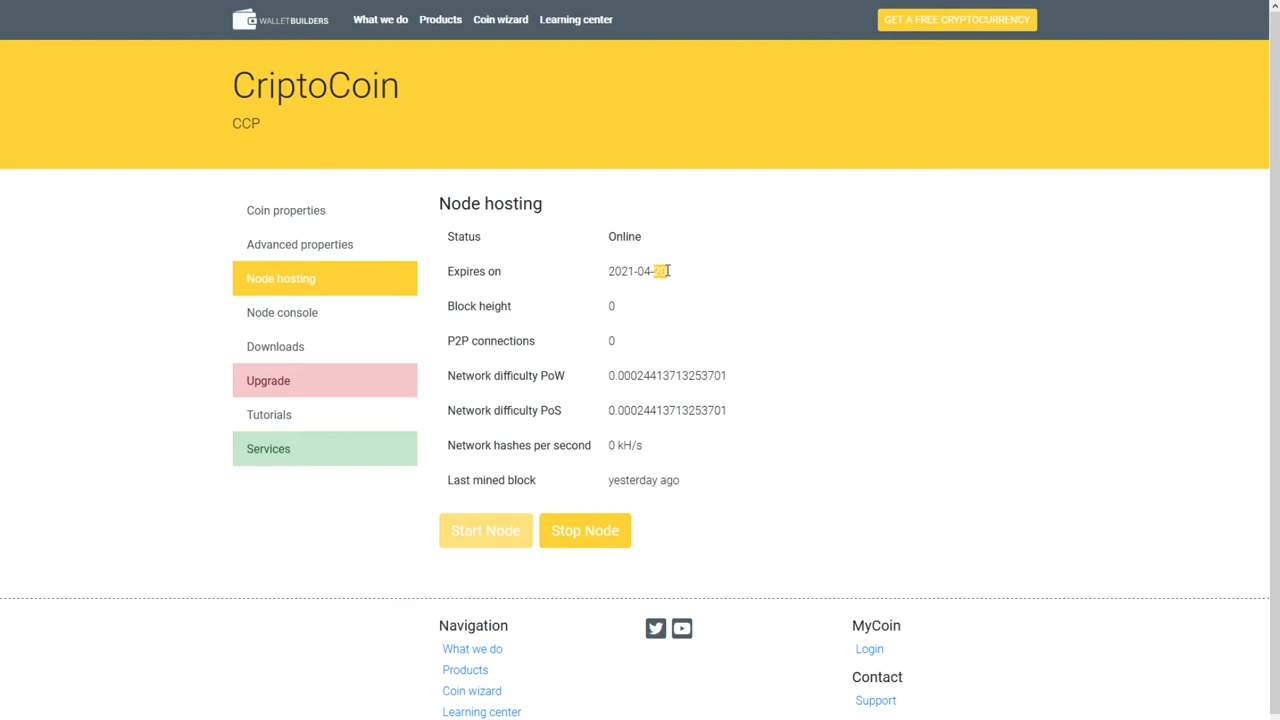 WALLETBUILDERS What we do Products Coin wizard Learning center GET A FREE CRYPTOCURRENCY
CriptoCoin
CCP
Coin properties
Advanced properties
Node hosting
Node console
Downloads
Upgrade
Tutorials
Services
Node hosting
Status Online
Expires on 2021-04-20
Block height 0
P2P connections 0
Network difficulty PoW 0.00024413713253701
Network difficulty PoS 0.00024413713253701
Network hashes per second 0 kH/s
Last mined block yesterday ago
Start Node Stop Node
Navigation
What we do
Products
Coin wizard
Learning center
MyCoin
Login
Contact
Support